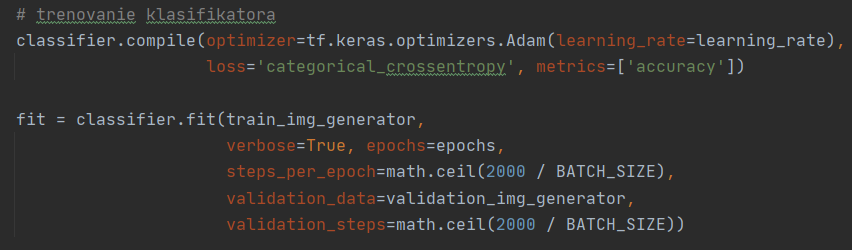 # trenovanie klasifikatora
classifier.compile(optimizer=tf.keras.optimizers.Adam(learning_rate=learning_rate),
loss='categorical_crossentropy', metrics=['accuracy'])
fit = classifier.fit(train_img_generator,
verbose=True, epochs=epochs,
steps_per_epoch=math.ceil(2000 / BATCH_SIZE),
validation_data=validation_img_generator,
validation_steps=math.ceil(2000 / BATCH_SIZE))